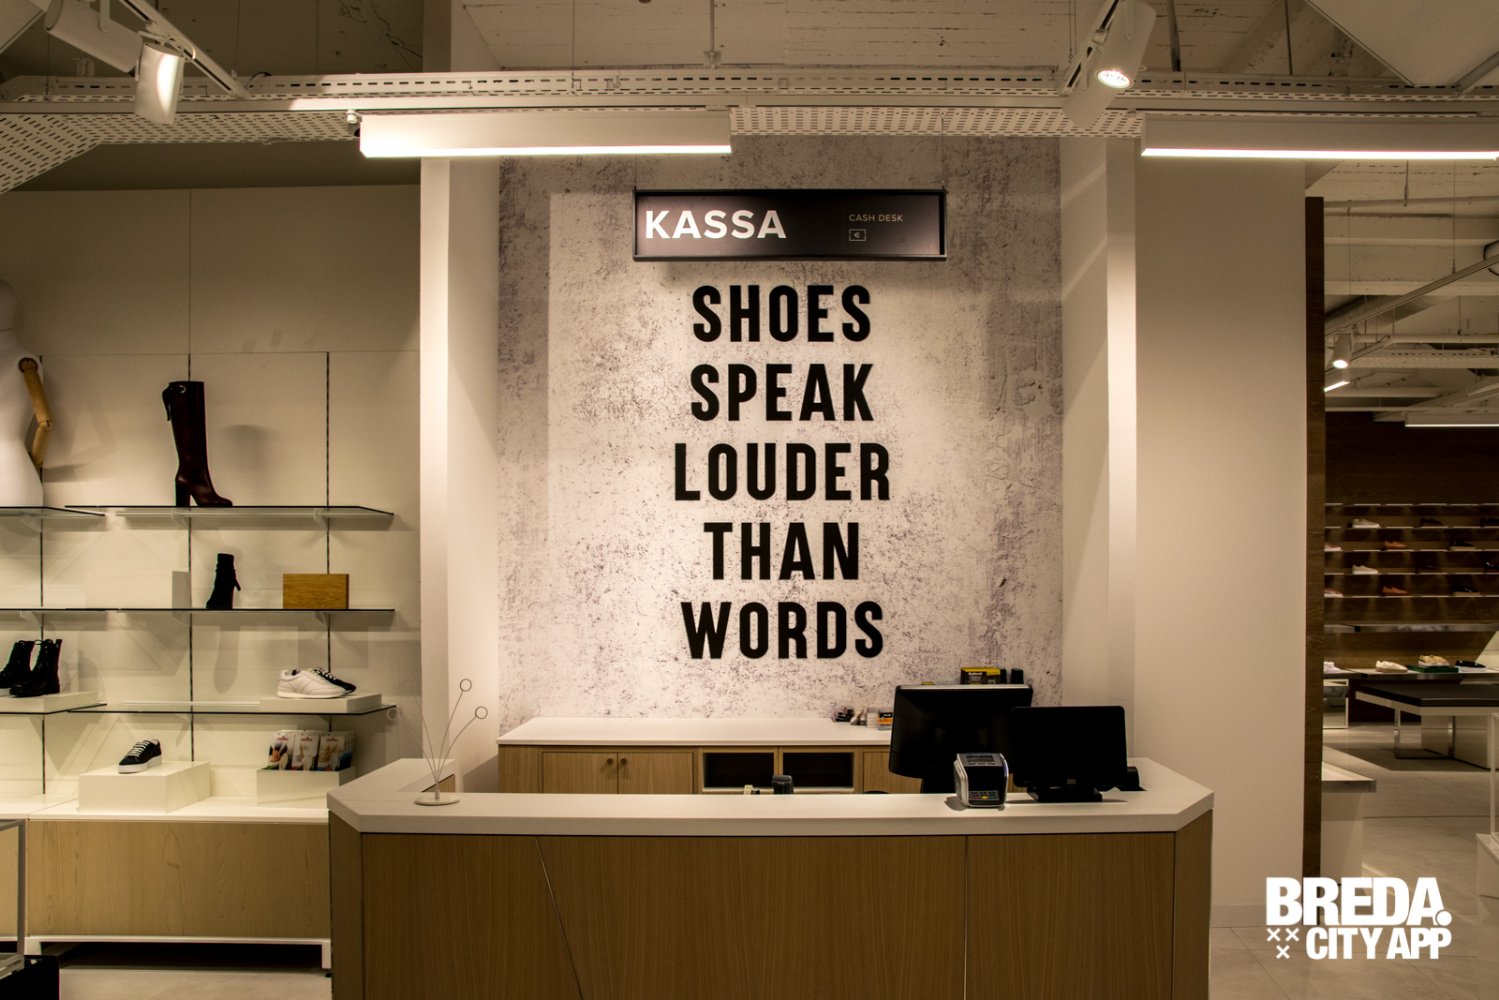 KASSA
CASH DESK
SHOES
SPEAK
LOUDER
THAN
WORDS
BREDA.
CITY APP